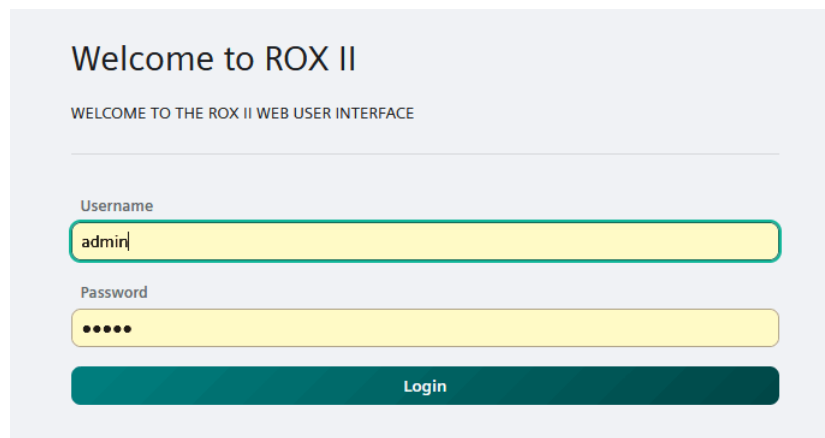 Welcome to ROX II
WELCOME TO THE ROX II WEB USER INTERFACE
Username
admin
Password
•••••
Login